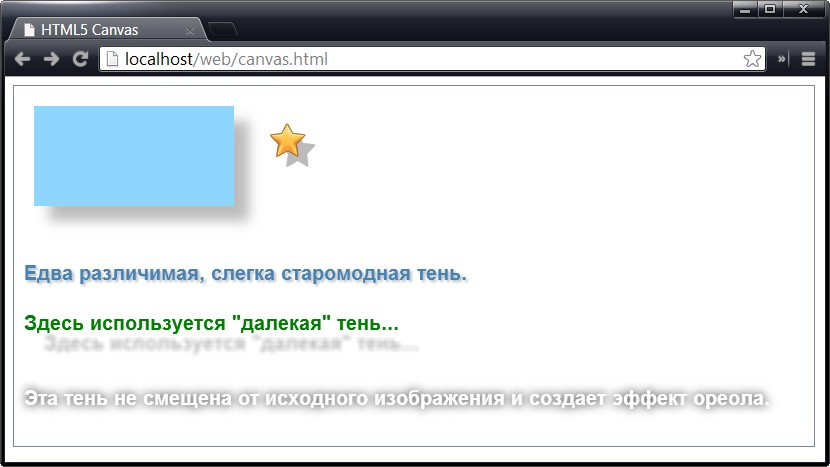 HTML5 Canvas
localhost/web/canvas.html
Едва различимая, слегка старомодная тень.
Здесь используется "далекая" тень...
Здесь используется "далекая" тень...
Эта тень не смещена от исходного изображения и создает эффект ореола.